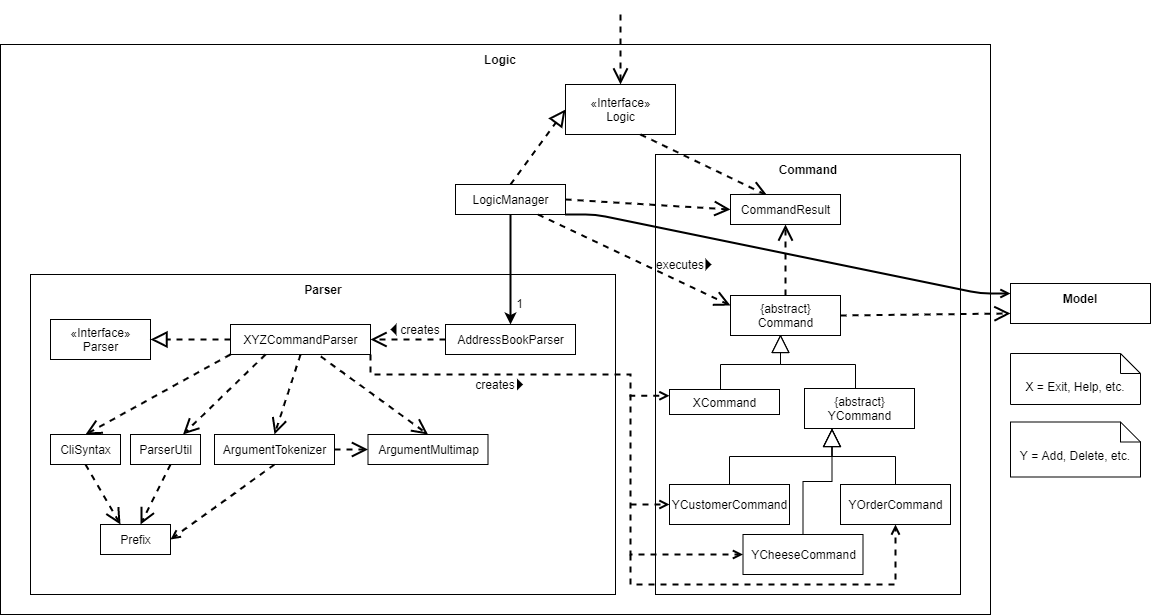 Logic
«Interface»
Logic
Command
LogicManager
CommandResult
executes
Parser
Model
{abstract}
Command
1
«Interface»
Parser
XYZCommandParser
creates
AddressBookParser
creates
X = Exit, Help, etc.
XCommand
{abstract}
YCommand
CliSyntax
ParserUtil
ArgumentTokenizer
ArgumentMultimap
Y = Add, Delete, etc.
YCustomerCommand
YOrderCommand
Prefix
YCheeseCommand